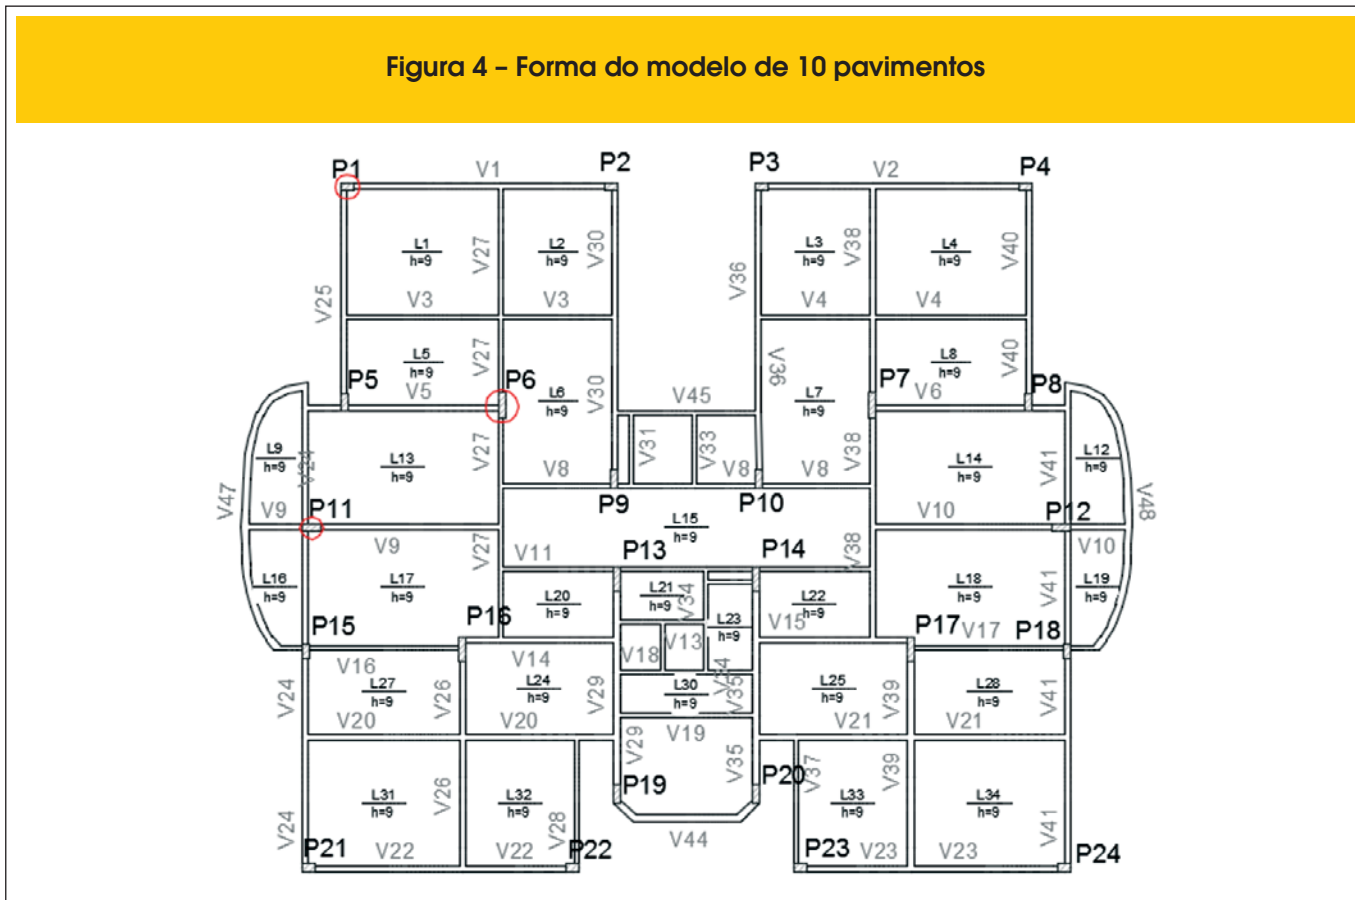 Figura 4 – Forma do modelo de 10 pavimentos
P1
V1
P2
P3
V2
P4
L1
h=9
V27
L2
h=9
V30
L3
h=9
V38
L4
h=9
V40
V25
V36
V3
V3
V4
V4
L5
h=9
V27
P5
V5
P6
L6
h=9
V30
V45
V36
L7
h=9
P7
L8
h=9
V40
V6
P8
L9
h=9
V24
L13
h=9
V27
V8
V31
V33
V8
V8
V38
L14
h=9
V41
L12
h=9
V47
V9
P11
P9
P10
L15
h=9
V10
P12
V48
V9
V27
V11
P13
P14
V38
V10
L16
h=9
L17
h=9
P16
L20
h=9
L21
h=9
V34
L23
h=9
L22
h=9
V15
L18
h=9
V41
L19
h=9
P15
V18
V13
P17
V17
P18
V16
V14
V34
V24
L27
h=9
V26
L24
h=9
V29
L30
h=9
V35
L25
h=9
V39
L28
h=9
V41
V20
V20
V19
V21
V21
L31
h=9
V26
L32
h=9
V29
V35
P19
P20
V37
L33
h=9
V39
L34
h=9
V24
V28
V44
V41
P21
V22
V22
P22
P23
V23
V23
P24